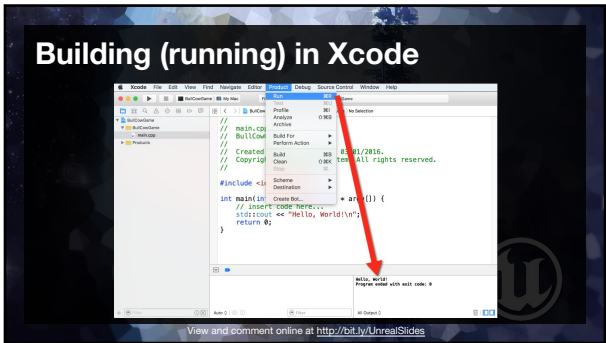 Building (running) in Xcode
Xcode File Edit View Find Navigate Editor Product Debug Source Control Window Help
BullCowGame My Mac
Run ⌘R
Test ⌘U
Profile ⌘I
Analyze ⇧⌘B
Archive
Build For
Perform Action
Build ⌘B
Clean ⇧⌘K
Stop ⌘.
Scheme
Destination
Create Bot...
No Selection
BullCowGame
BullCowGame
main.cpp
Products
//
// main.cpp
// BullCow
//
// Created 01/2016.
// Copyrigh All rights reserved.
//
#include <i
int main(in * argv[]) {
// insert code here...
std::cout << "Hello, World!\n";
return 0;
}
Hello, World!
Program ended with exit code: 0
Filter Auto Filter All Output
View and comment online at http://bit.ly/UnrealSlides